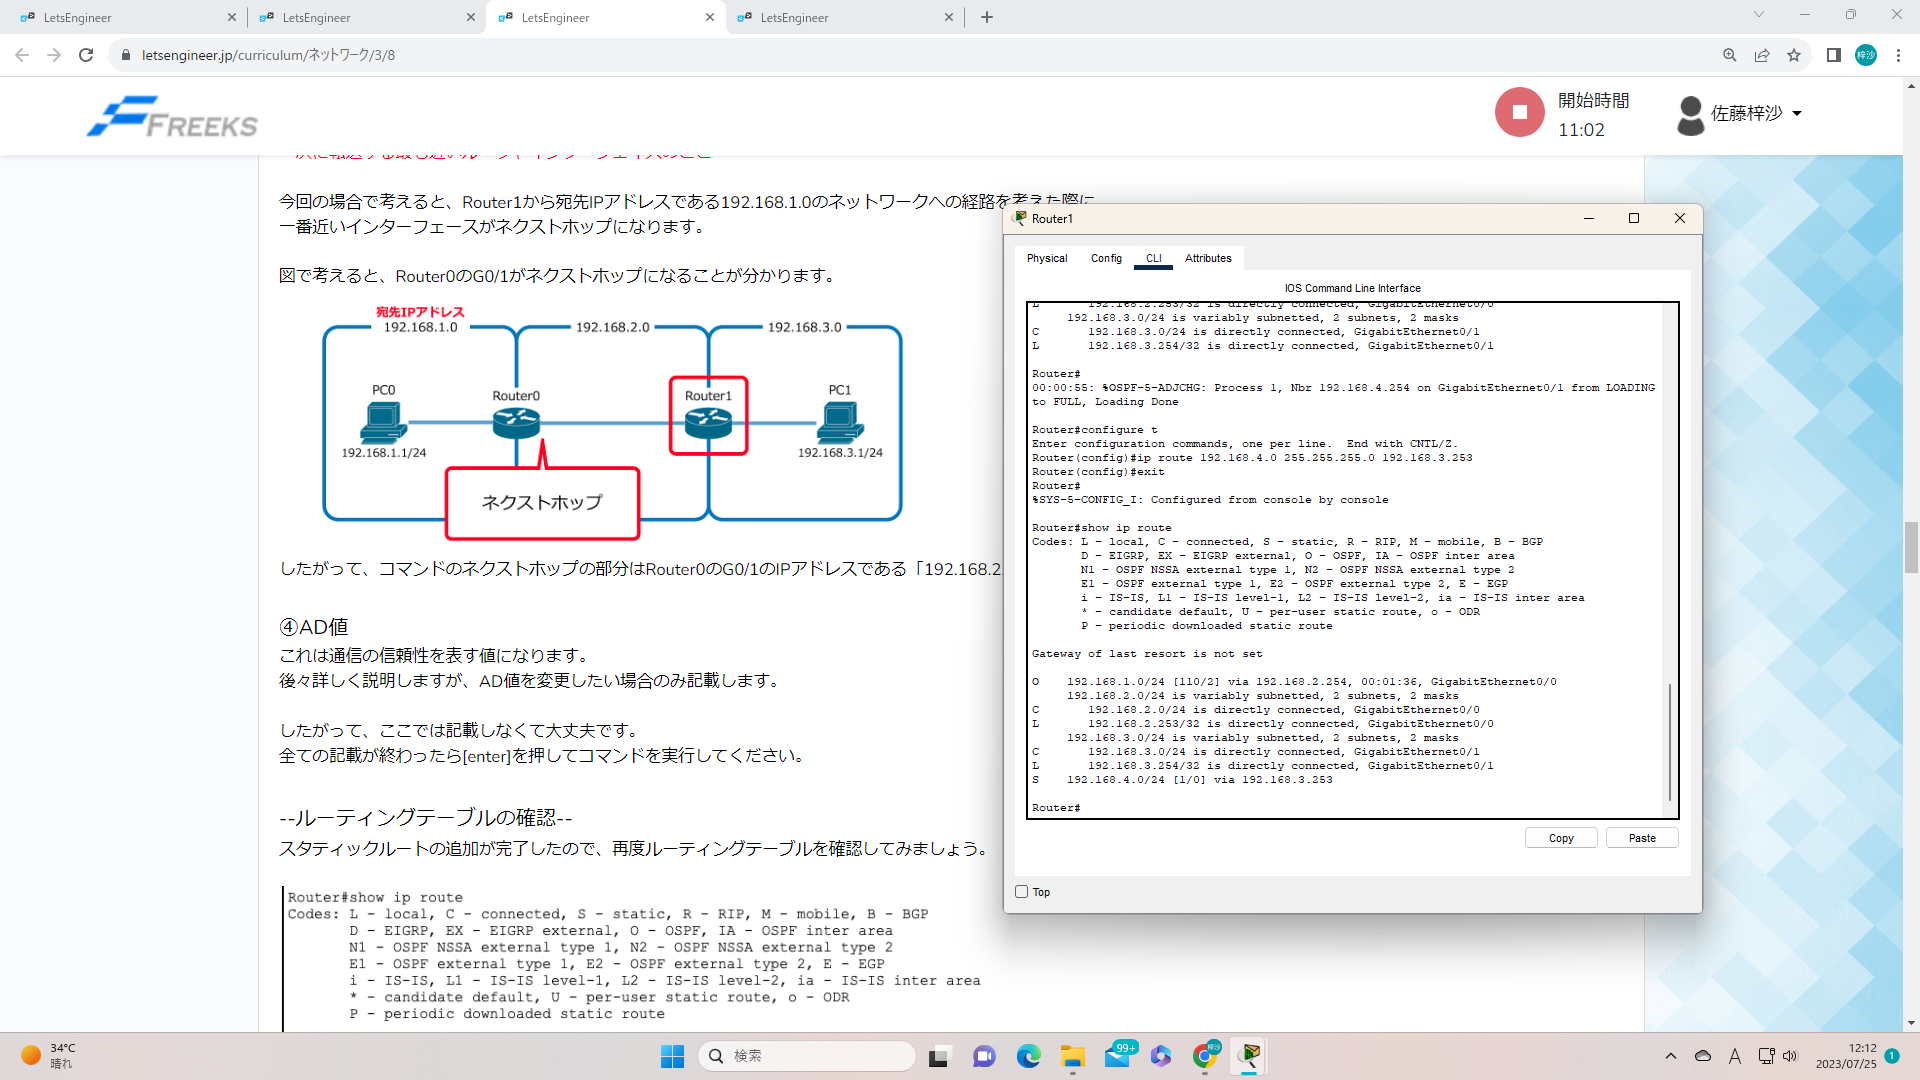 LetsEngineer
LetsEngineer
LetsEngineer
LetsEngineer
letsengineer.jp/curriculum/ネットワーク/3/8
梓沙
FREEKS
開始時間
11:02
佐藤梓沙
今回の場合で考えると、Router1から宛先IPアドレスである192.168.1.0のネットワークへの経路を考えた際に
一番近いインターフェースがネクストホップになります。
図で考えると、Router0のG0/1がネクストホップになることが分かります。
宛先IPアドレス
192.168.1.0
192.168.2.0
192.168.3.0
PC0
Router0
Router1
PC1
192.168.1.1/24
192.168.3.1/24
ネクストホップ
したがって、コマンドのネクストホップの部分はRouter0のG0/1のIPアドレスである「192.168.2.
④AD値
これは通信の信頼性を表す値になります。
後々詳しく説明しますが、AD値を変更したい場合のみ記載します。
したがって、ここでは記載しなくて大丈夫です。
全ての記載が終わったら[enter]を押してコマンドを実行してください。
--ルーティングテーブルの確認--
スタティックルートの追加が完了したので、再度ルーティングテーブルを確認してみましょう。
Router#show ip route
Codes: L - local, C - connected, S - static, R - RIP, M - mobile, B - BGP
D - EIGRP, EX - EIGRP external, O - OSPF, IA - OSPF inter area
N1 - OSPF NSSA external type 1, N2 - OSPF NSSA external type 2
E1 - OSPF external type 1, E2 - OSPF external type 2, E - EGP
i - IS-IS, L1 - IS-IS level-1, L2 - IS-IS level-2, ia - IS-IS inter area
* - candidate default, U - per-user static route, o - ODR
P - periodic downloaded static route
Router1
Physical Config CLI Attributes
IOS Command Line Interface
L 192.168.2.253/32 is directly connected, GigabitEthernet0/0
192.168.3.0/24 is variably subnetted, 2 subnets, 2 masks
C 192.168.3.0/24 is directly connected, GigabitEthernet0/1
L 192.168.3.254/32 is directly connected, GigabitEthernet0/1
Router#
00:00:55: %OSPF-5-ADJCHG: Process 1, Nbr 192.168.4.254 on GigabitEthernet0/1 from LOADING
to FULL, Loading Done
Router#configure t
Enter configuration commands, one per line. End with CNTL/Z.
Router(config)#ip route 192.168.4.0 255.255.255.0 192.168.3.253
Router(config)#exit
Router#
%SYS-5-CONFIG_I: Configured from console by console
Router#show ip route
Codes: L - local, C - connected, S - static, R - RIP, M - mobile, B - BGP
D - EIGRP, EX - EIGRP external, O - OSPF, IA - OSPF inter area
N1 - OSPF NSSA external type 1, N2 - OSPF NSSA external type 2
E1 - OSPF external type 1, E2 - OSPF external type 2, E - EGP
i - IS-IS, L1 - IS-IS level-1, L2 - IS-IS level-2, ia - IS-IS inter area
* - candidate default, U - per-user static route, o - ODR
P - periodic downloaded static route
Gateway of last resort is not set
O 192.168.1.0/24 [110/2] via 192.168.2.254, 00:01:36, GigabitEthernet0/0
192.168.2.0/24 is variably subnetted, 2 subnets, 2 masks
C 192.168.2.0/24 is directly connected, GigabitEthernet0/0
L 192.168.2.253/32 is directly connected, GigabitEthernet0/0
192.168.3.0/24 is variably subnetted, 2 subnets, 2 masks
C 192.168.3.0/24 is directly connected, GigabitEthernet0/1
L 192.168.3.254/32 is directly connected, GigabitEthernet0/1
S 192.168.4.0/24 [1/0] via 192.168.3.253
Router#
Copy Paste
Top
34°C
晴れ
検索
99+
梓沙
A
12:12
2023/07/25
1